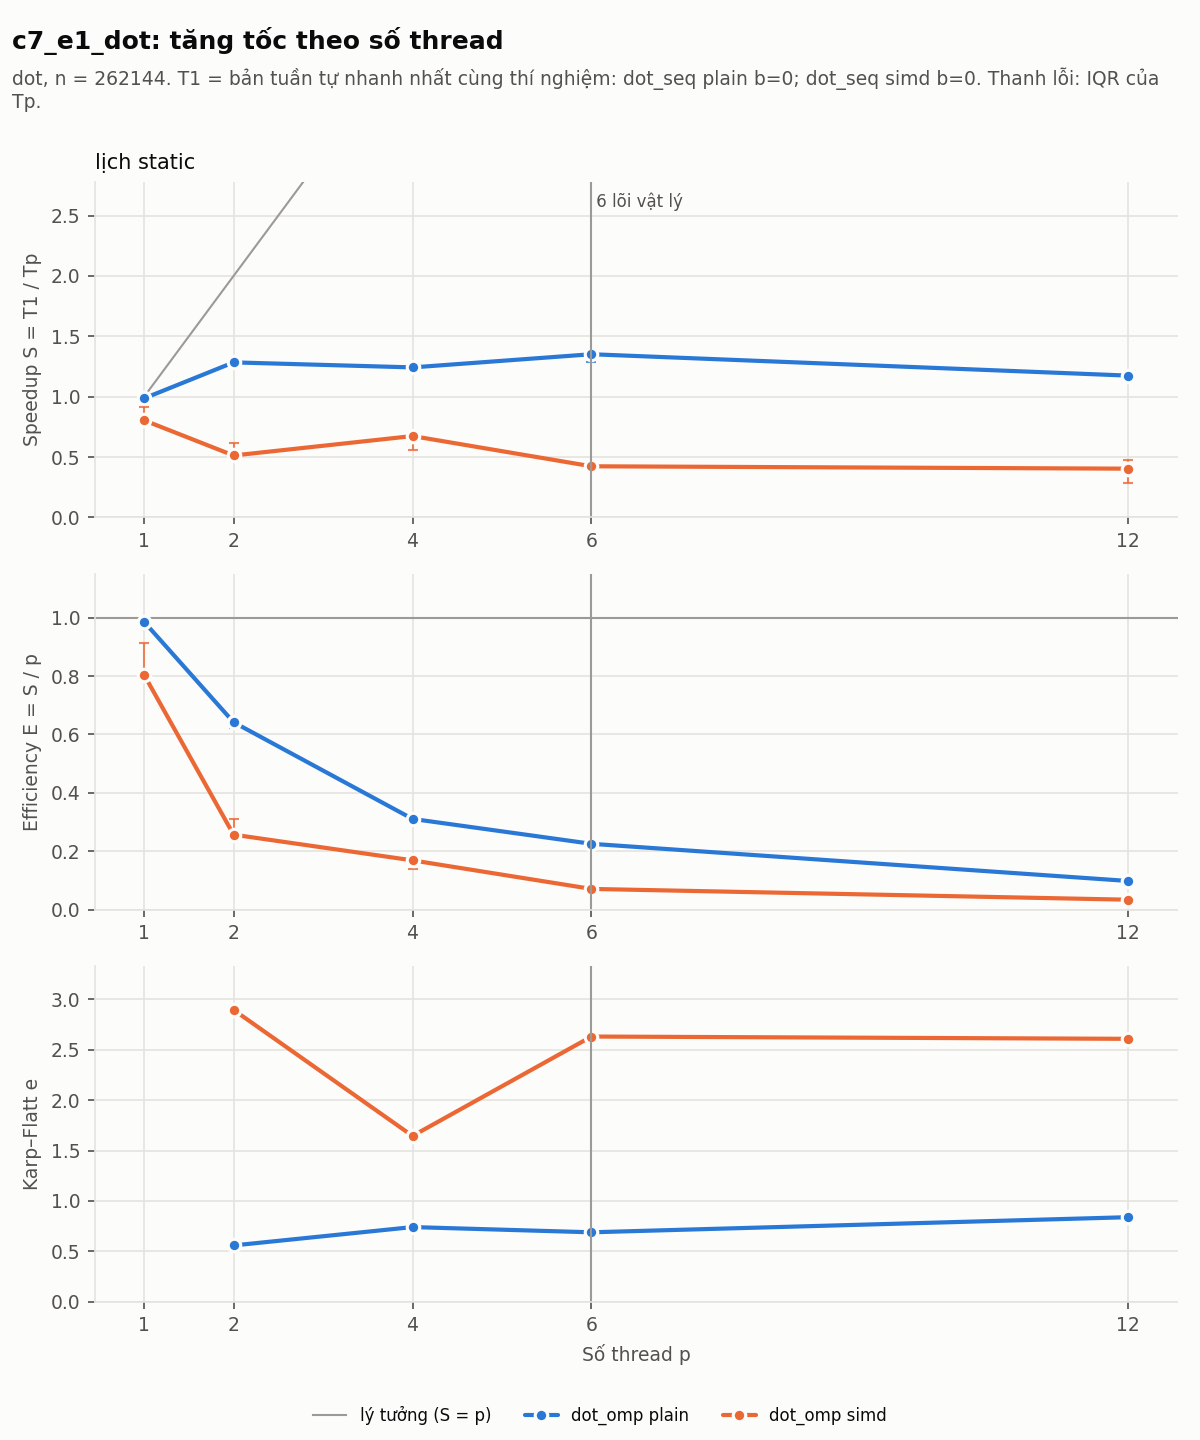 c7_e1_dot: tăng tốc theo số thread
dot, n = 262144. T1 = bản tuần tự nhanh nhất cùng thí nghiệm: dot_seq plain b=0; dot_seq simd b=0. Thanh lỗi: IQR của
Tp.
lịch static
Speedup S = T1 / Tp
2.5
2.0
1.5
1.0
0.5
0.0
6 lõi vật lý
1 2 4 6 12
Efficiency E = S / p
1.0
0.8
0.6
0.4
0.2
0.0
1 2 4 6 12
Karp–Flatt e
3.0
2.5
2.0
1.5
1.0
0.5
0.0
1 2 4 6 12
Số thread p
lý tưởng (S = p) dot_omp plain dot_omp simd